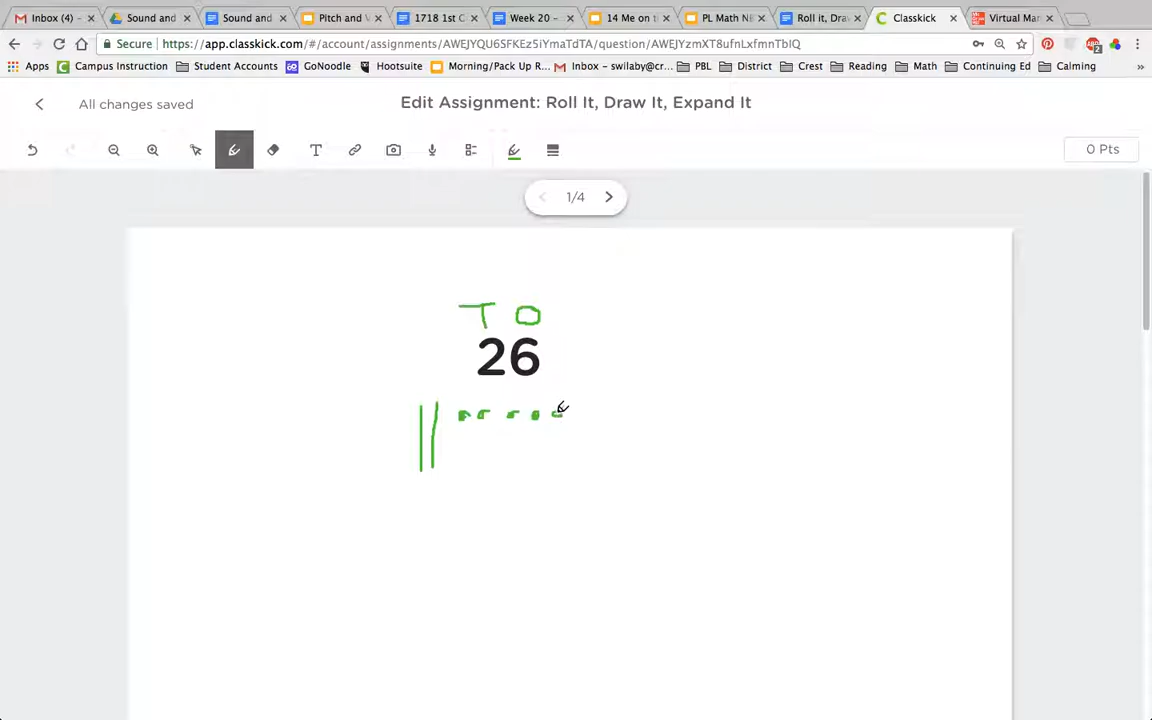 Inbox (4) -
Sound and
Sound and
Pitch and V
1718 1st C
Week 20 -
14 Me on t
PL Math N
Roll it, Draw
Classkick
Virtual Man
Secure
https://app.classkick.com/#/account/assignments/AWEJYQU6SFKEz5iYmaTdTA/question/AWEJYzmXT8ufnLxfmnTbIQ
Apps
Campus Instruction
Student Accounts
GoNoodle
Hootsuite
Morning/Pack Up R...
Inbox - swilaby@cr...
PBL
District
Crest
Reading
Math
Continuing Ed
Calming
»
All changes saved
Edit Assignment: Roll It, Draw It, Expand It
T
0 Pts
1/4
T O
26